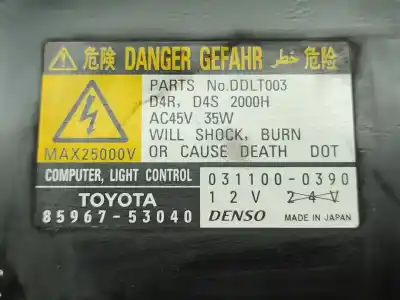 危険 DANGER GEFAHR خطر 危险
PARTS No.DDLT003
D4R, D4S 2000H
AC45V 35W
WILL SHOCK, BURN
OR CAUSE DEATH DOT
MAX25000V
COMPUTER, LIGHT CONTROL
TOYOTA
85967-53040
031100-0390
12V 24V
DENSO MADE IN JAPAN